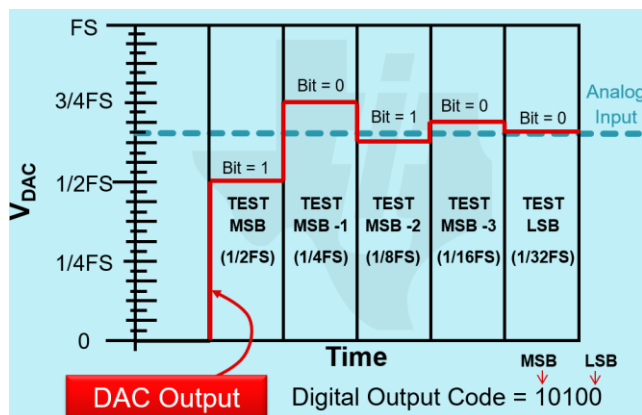 FS
3/4FS
1/2FS
1/4FS
0
V_DAC
Bit = 1
Bit = 0
Bit = 1
Bit = 0
Bit = 0
Analog
Input
TEST
MSB
(1/2FS)
TEST
MSB -1
(1/4FS)
TEST
MSB -2
(1/8FS)
TEST
MSB -3
(1/16FS)
TEST
LSB
(1/32FS)
Time
DAC Output
MSB LSB
Digital Output Code = 10100